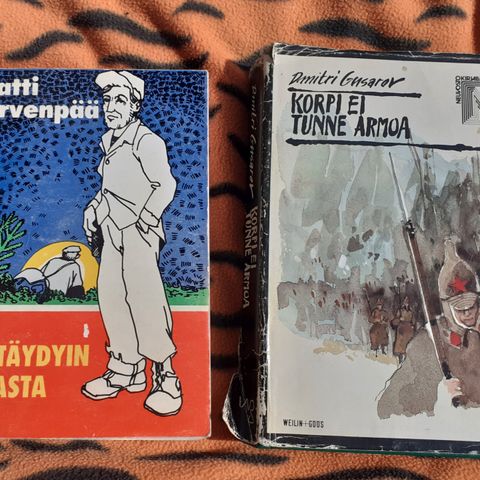 atti
rvenpää
TÄYDYIN
ASTA
Dmitri Gusarov
KORPI EI
TUNNE ARMOA
Dmitri Gusarov
KORPI EI
TUNNE ARMOA
WEILIN+GÖÖS